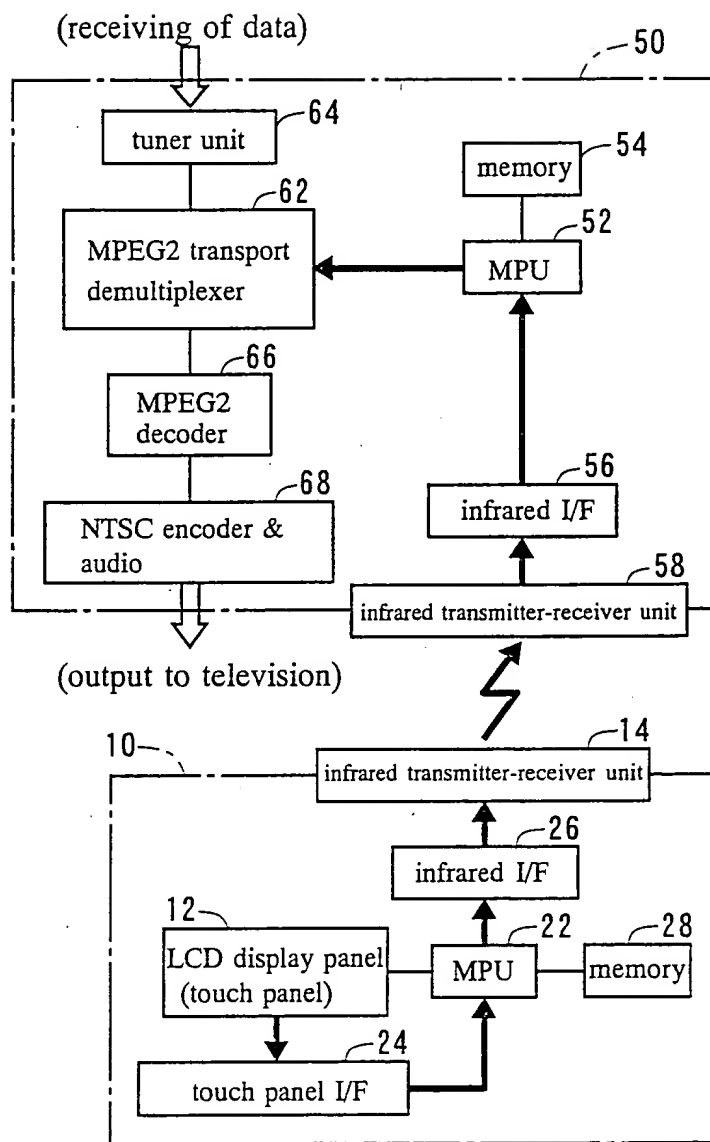 (receiving of data)
50
64
tuner unit
54
memory
62
52
MPEG2 transport
demultiplexer
MPU
66
MPEG2
decoder
56
infrared I/F
68
NTSC encoder &
audio
58
infrared transmitter-receiver unit
(output to television)
10
14
infrared transmitter-receiver unit
26
infrared I/F
12
22
28
LCD display panel
(touch panel)
MPU
memory
24
touch panel I/F